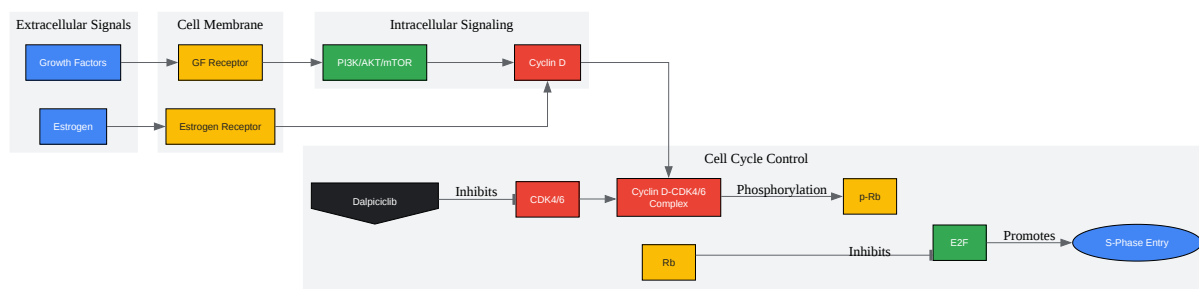 Extracellular Signals
Cell Membrane
Intracellular Signaling
Growth Factors
GF Receptor
PI3K/AKT/mTOR
Cyclin D
Estrogen
Estrogen Receptor
Cell Cycle Control
Dalpiciclib
Inhibits
CDK4/6
Cyclin D-CDK4/6
Complex
Phosphorylation
p-Rb
Rb
Inhibits
E2F
Promotes
S-Phase Entry